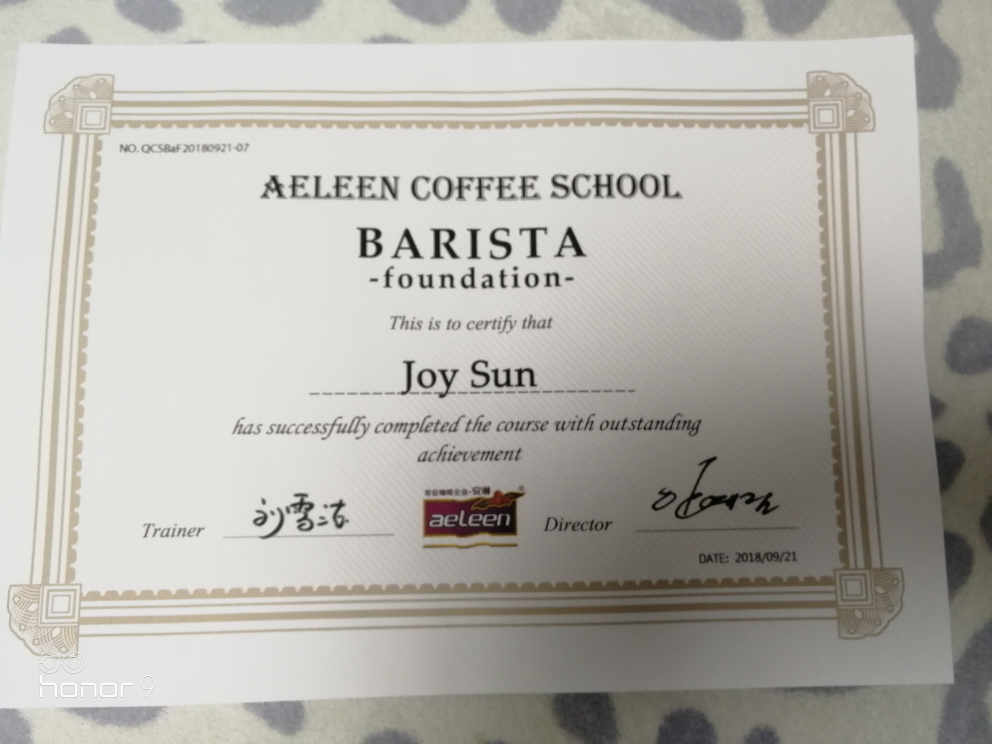 NO. QCSBaF20180921-07
AELEEN COFFEE SCHOOL
BARISTA
-foundation-
This is to certify that
Joy Sun
has successfully completed the course with outstanding
achievement
Trainer 刘雪洁
aeleen
®
Director
DATE: 2018/09/21
honor 9